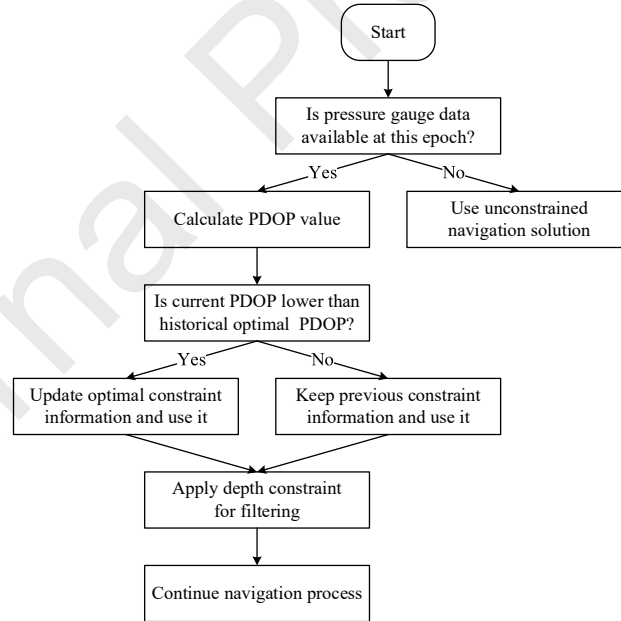 Start
Is pressure gauge data
available at this epoch?
Yes
No
Calculate PDOP value
Use unconstrained
navigation solution
Is current PDOP lower than
historical optimal PDOP?
Yes
No
Update optimal constraint
information and use it
Keep previous constraint
information and use it
Apply depth constraint
for filtering
Continue navigation process
nal Pr